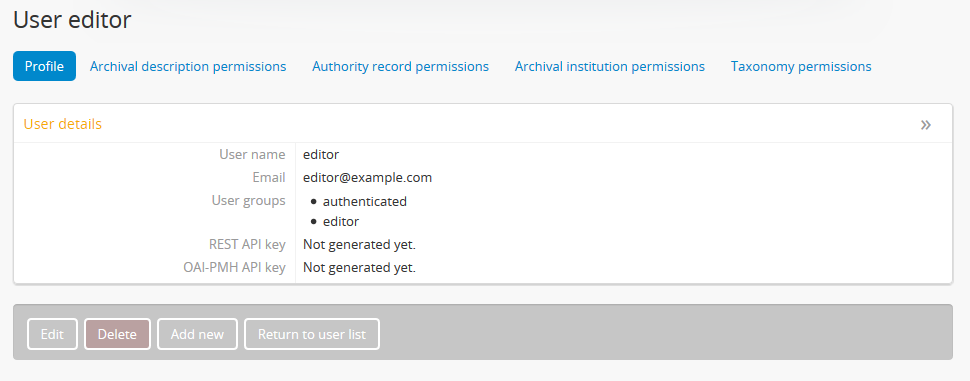 User editor
Profile Archival description permissions Authority record permissions Archival institution permissions Taxonomy permissions
User details »
User name editor
Email editor@example.com
User groups • authenticated
• editor
REST API key Not generated yet.
OAI-PMH API key Not generated yet.
Edit Delete Add new Return to user list